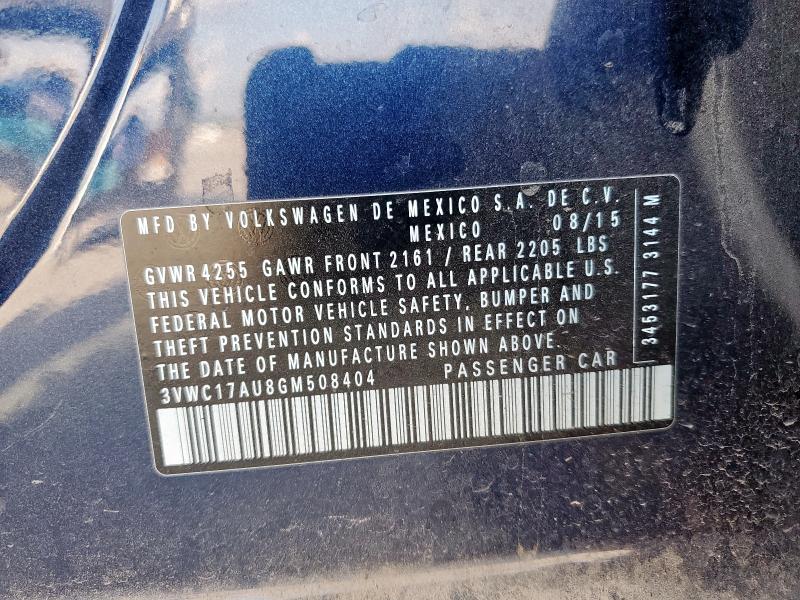 MFD BY VOLKSWAGEN DE MEXICO S.A. DE C.V.
MEXICO 08/15
GVWR 4255 GAWR FRONT 2161 / REAR 2205 LBS
THIS VEHICLE CONFORMS TO ALL APPLICABLE U.S.
FEDERAL MOTOR VEHICLE SAFETY, BUMPER AND
THEFT PREVENTION STANDARDS IN EFFECT ON
THE DATE OF MANUFACTURE SHOWN ABOVE.
3VWC17AU8GM508404 PASSENGER CAR
3453177 3144 M